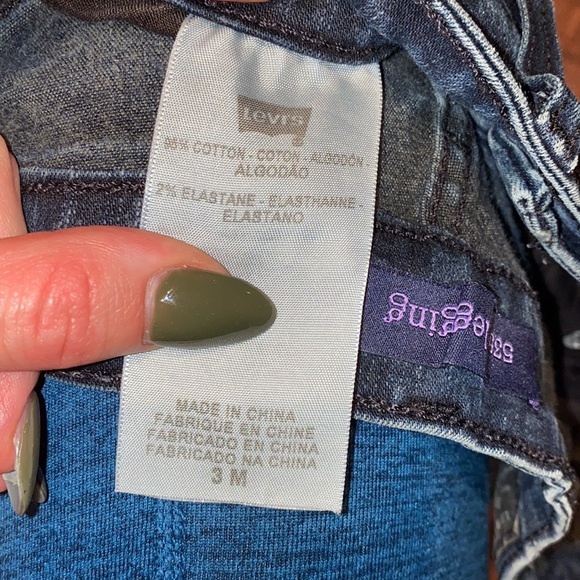 Levi's
®
98% COTTON - COTON - ALGODÓN -
ALGODÃO
2% ELASTANE - ELASTHANNE -
ELASTANO
MADE IN CHINA
FABRIQUE EN CHINE
FABRICADO EN CHINA
FABRICADO NA CHINA
3 M
legging